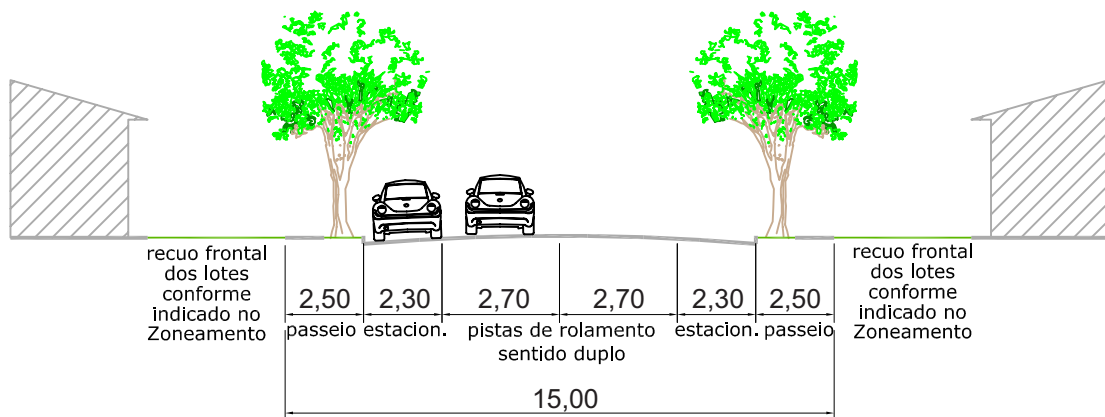 recuo frontal
dos lotes
conforme
indicado no
Zoneamento
2,50 2,30 2,70 2,70 2,30 2,50
passeio estacion. pistas de rolamento estacion. passeio
sentido duplo
recuo frontal
dos lotes
conforme
indicado no
Zoneamento
15,00